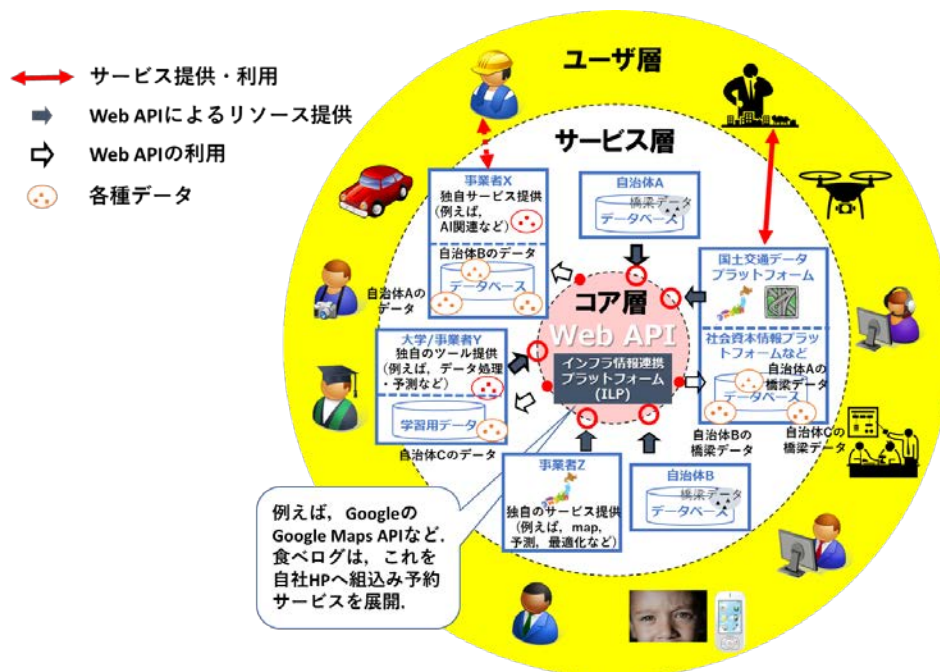 サービス提供・利用
Web APIによるリソース提供
Web APIの利用
各種データ
ユーザ層
サービス層
事業者X
独自サービス提供
(例えば,
AI関連など)
自治体Bのデータ
データベース
自治体Aの
データ
自治体A
橋梁データ
データベース
国土交通データ
プラットフォーム
社会資本情報プラッ
トフォームなど
自治体Aの
橋梁データ
データベース
自治体Bの
橋梁データ
自治体Cの
橋梁データ
コア層
Web API
インフラ情報連携
プラットフォーム
(ILP)
大学/事業者Y
独自のツール提供
(例えば,データ処理
・予測など)
学習用データ
自治体Cのデータ
事業者Z
独自のサービス提供
(例えば,map,
予測,最適化など)
自治体B
橋梁データ
データベース
例えば,Googleの
Google Maps APIなど.
食べログは,これを
自社HPへ組込み予約
サービスを展開.